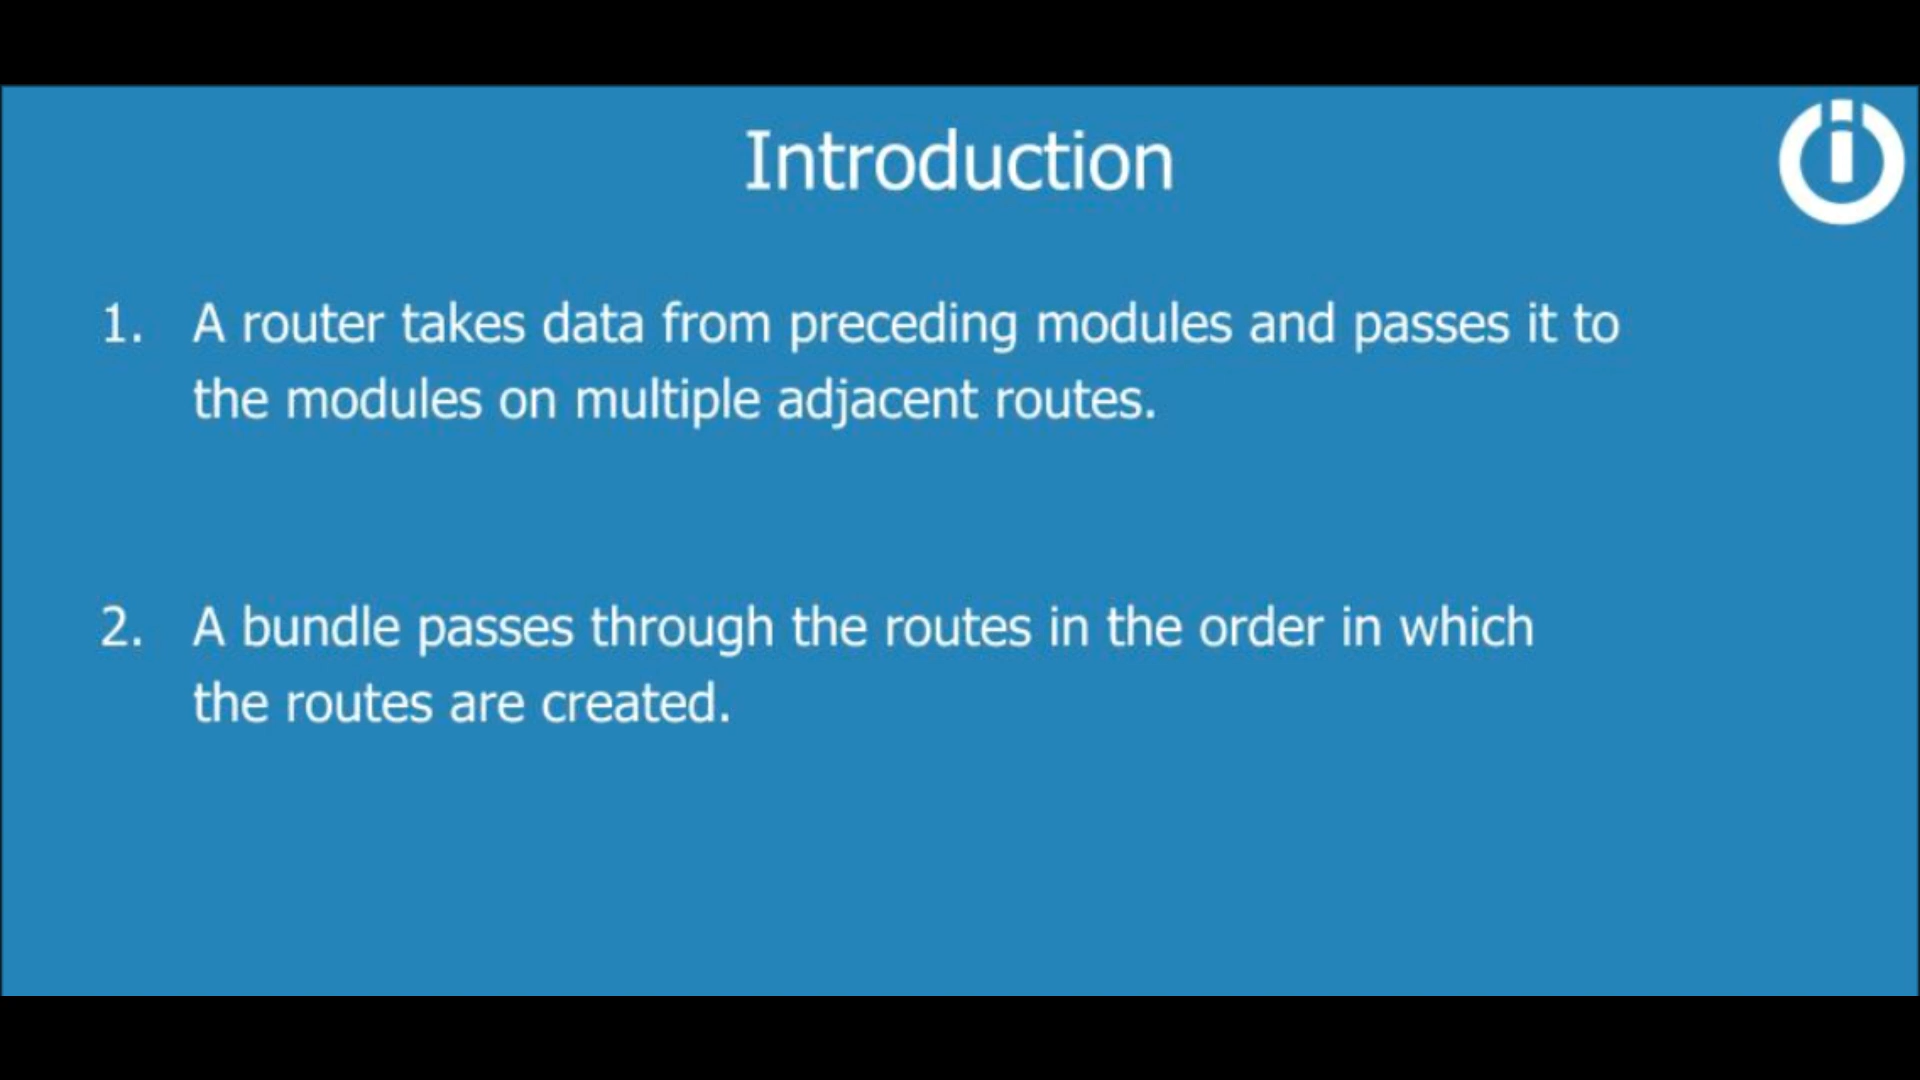 Introduction
1. A router takes data from preceding modules and passes it to
the modules on multiple adjacent routes.
2. A bundle passes through the routes in the order in which
the routes are created.